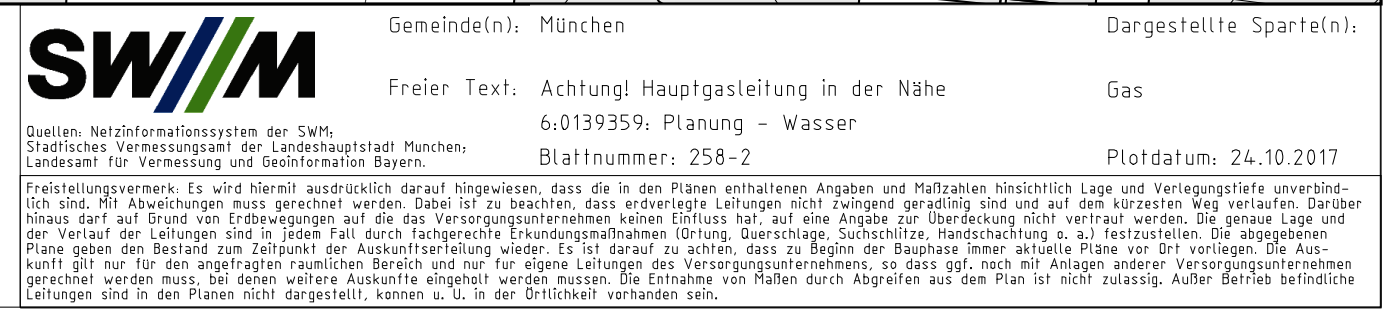 SWM
Gemeinde(n): München
Dargestellte Sparte(n):
Freier Text: Achtung! Hauptgasleitung in der Nähe
Gas
6:0139359: Planung - Wasser
Blattnummer: 258-2
Plotdatum: 24.10.2017
Quellen: Netzinformationssystem der SWM;
Stadtisches Vermessungsamt der Landeshauptstadt Munchen;
Landesamt für Vermessung und Geoinformation Bayern.
Freistellungsvermerk: Es wird hiermit ausdrücklich darauf hingewiesen, dass die in den Plänen enthaltenen Angaben und Maßzahlen hinsichtlich Lage und Verlegungstiefe unverbind-
lich sind. Mit Abweichungen muss gerechnet werden. Dabei ist zu beachten, dass erdverlegte Leitungen nicht zwingend geradlinig sind und auf dem kürzesten Weg verlaufen. Darüber
hinaus darf auf Grund von Erdbewegungen auf die das Versorgungsunternehmen keinen Einfluss hat, auf eine Angabe zur Überdeckung nicht vertraut werden. Die genaue Lage und
der Verlauf der Leitungen sind in jedem Fall durch fachgerechte Erkundungsmaßnahmen (Ortung, Querschlage, Suchschlitze, Handschachtung o. a.) festzustellen. Die abgegebenen
Plane geben den Bestand zum Zeitpunkt der Auskunftserteilung wieder. Es ist darauf zu achten, dass zu Beginn der Bauphase immer aktuelle Pläne vor Ort vorliegen. Die Aus-
kunft gilt nur für den angefragten raumlichen Bereich und nur fur eigene Leitungen des Versorgungsunternehmens, so dass ggf. noch mit Anlagen anderer Versorgungsunternehmen
gerechnet werden muss, bei denen weitere Auskunfte eingeholt werden mussen. Die Entnahme von Maßen durch Abgreifen aus dem Plan ist nicht zulassig. Außer Betrieb befindliche
Leitungen sind in den Planen nicht dargestellt, konnen u. U. in der Örtlichkeit vorhanden sein.